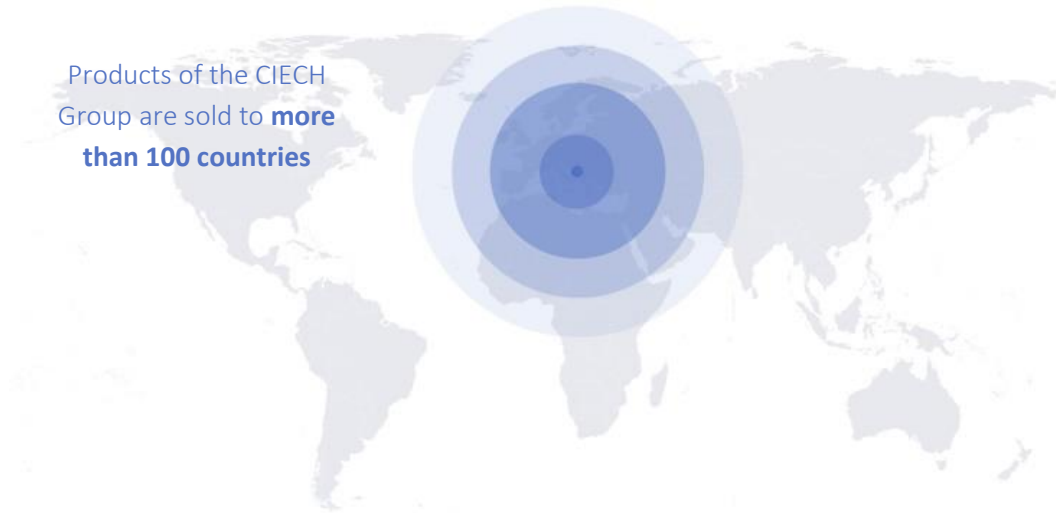 Products of the CIECH
Group are sold to more
than 100 countries